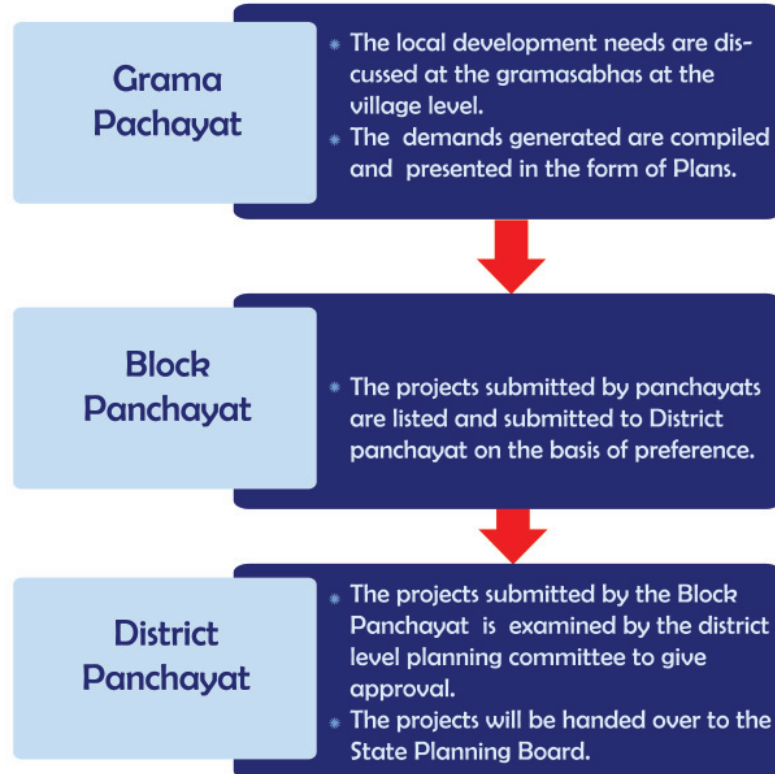 Grama
Pachayat
The local development needs are dis-
cussed at the gramasabhas at the
village level.
The demands generated are compiled
and presented in the form of Plans.
Block
Panchayat
The projects submitted by panchayats
are listed and submitted to District
panchayat on the basis of preference.
District
Panchayat
The projects submitted by the Block
Panchayat is examined by the district
level planning committee to give
approval.
The projects will be handed over to the
State Planning Board.